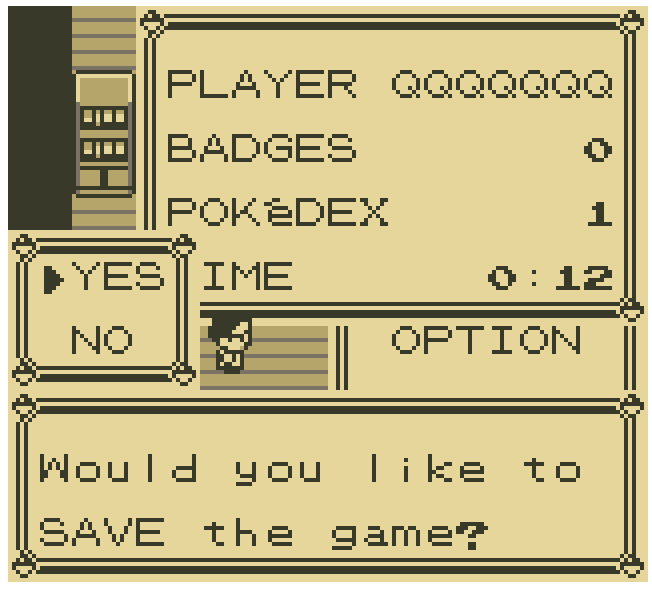 PLAYER QQQQQQQ
BADGES 0
POKéDEX 1
IME 0:12
▶YES
NO
OPTION
Would you like to
SAVE the game?